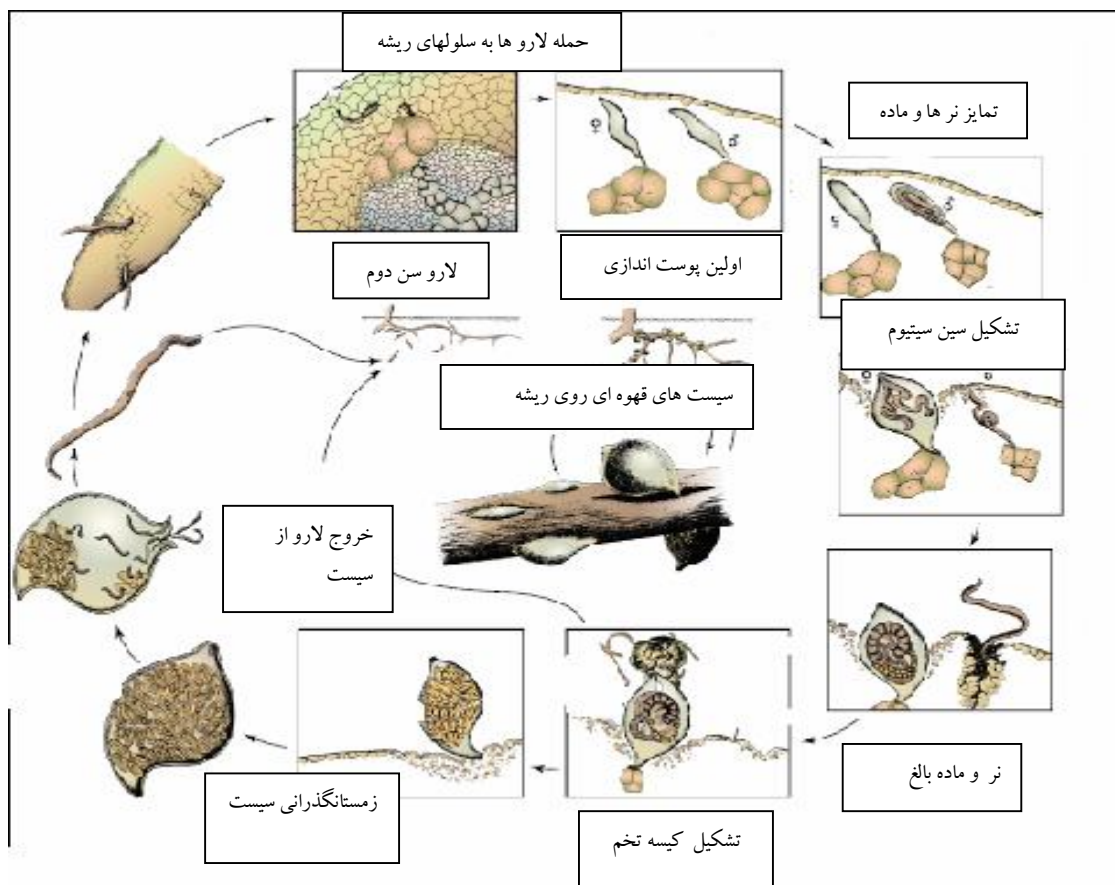 حمله لارو ها به سلولهای ریشه
تمایز نر ها و ماده
♀
♂
♀
♂
لارو سن دوم
اولین پوست اندازی
تشکیل سین سیتیوم
سیست های قهوه ای روی ریشه
خروج لارو از
سیست
نر و ماده بالغ
زمستانگذرانی سیست
تشکیل کیسه تخم